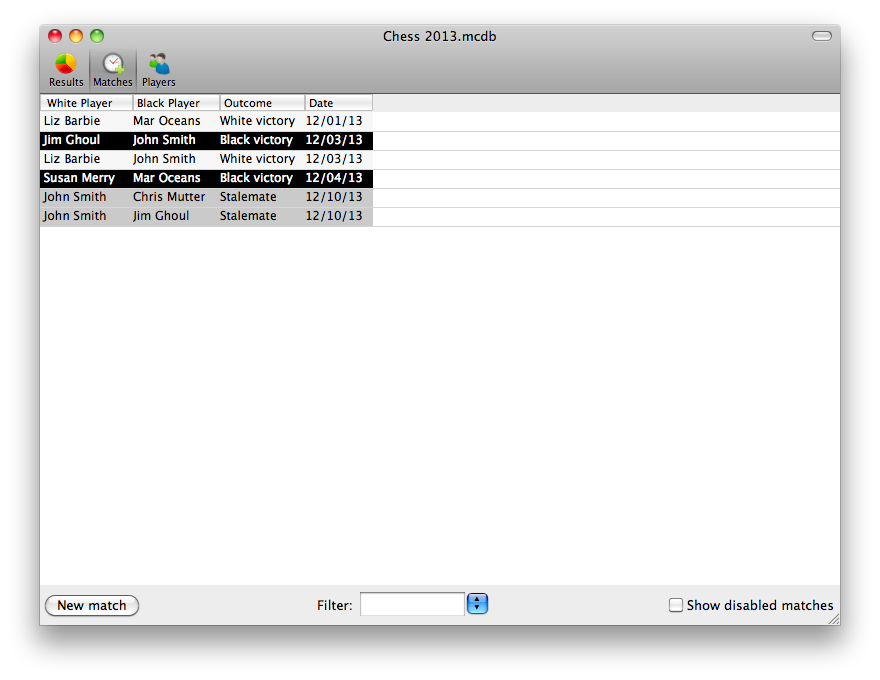 Chess 2013.mcdb
Results Matches Players
White Player Black Player Outcome Date
Liz Barbie Mar Oceans White victory 12/01/13
Jim Ghoul John Smith Black victory 12/03/13
Liz Barbie John Smith White victory 12/03/13
Susan Merry Mar Oceans Black victory 12/04/13
John Smith Chris Mutter Stalemate 12/10/13
John Smith Jim Ghoul Stalemate 12/10/13
New match Filter: Show disabled matches